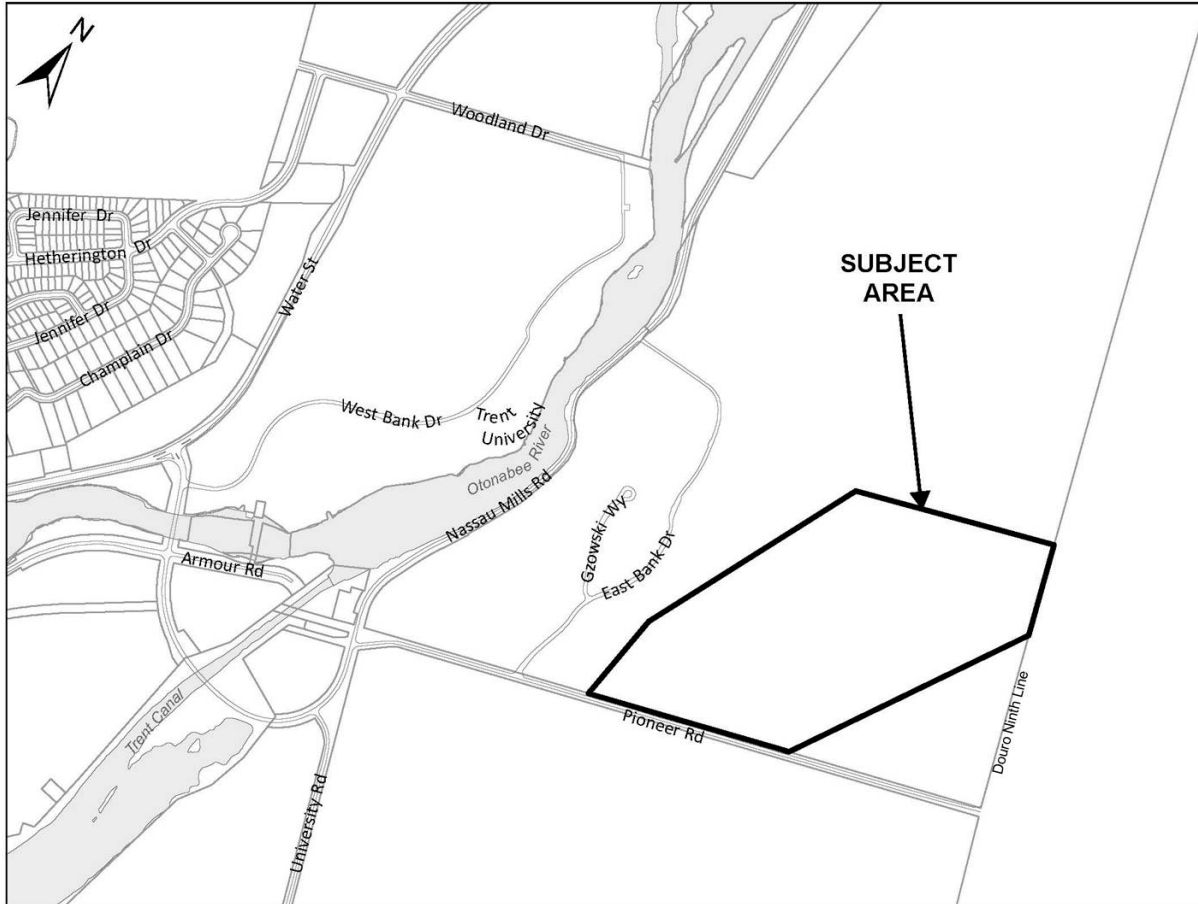 N
Woodland Dr
Jennifer Dr
Hetherington Dr
Water St
SUBJECT
AREA
Jennifer Dr
Champlain Dr
West Bank Dr
Trent
University
Otonabee River
Nassau Mills Rd
Gzowski Wy
East Bank Dr
Armour Rd
Trent Canal
Pioneer Rd
Douro Ninth Line
University Rd